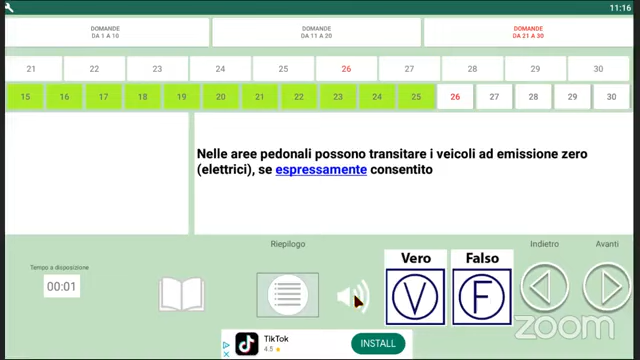 11:16
DOMANDE
DA 1 A 10
DOMANDE
DA 11 A 20
DOMANDE
DA 21 A 30
21 22 23 24 25 26 27 28 29 30
15 16 17 18 19 20 21 22 23 24 25 26 27 28 29 30
Nelle aree pedonali possono transitare i veicoli ad emissione zero
(elettrici), se espressamente consentito
Riepilogo
Indietro
Avanti
Tempo a disposizione
00:01
Vero
Falso
V
F
TikTok
4.5
INSTALL
zoom